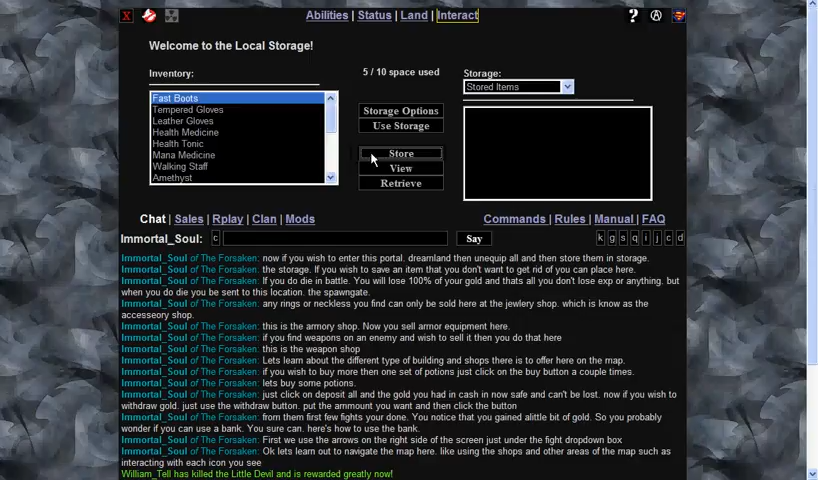 X Abilities | Status | Land | Interact ? A
Welcome to the Local Storage!
Inventory: 5 / 10 space used Storage:
Stored Items
Fast Boots
Tempered Gloves
Leather Gloves
Health Medicine
Health Tonic
Mana Medicine
Walking Staff
Amethyst
Storage Options
Use Storage
Store
View
Retrieve
Chat | Sales | Rplay | Clan | Mods Commands | Rules | Manual | FAQ
Immortal_Soul: c Say k g s q i j c d
Immortal_Soul of The Forsaken: now if you wish to enter this portal. dreamland then unequip all and then store them in storage.
Immortal_Soul of The Forsaken: the storage. If you wish to save an item that you don't want to get rid of you can place here.
Immortal_Soul of The Forsaken: If you do die in battle. You will lose 100% of your gold and thats all you don't lose exp or anything. but
when you do die you be sent to this location. the spawngate.
Immortal_Soul of The Forsaken: any rings or neckless you find can only be sold here at the jewlery shop. which is know as the
accesseory shop.
Immortal_Soul of The Forsaken: this is the armory shop. Now you sell armor equipment here.
Immortal_Soul of The Forsaken: if you find weapons on an enemy and wish to sell it then you do that here
Immortal_Soul of The Forsaken: this is the weapon shop
Immortal_Soul of The Forsaken: Lets learn about the different type of building and shops there is to offer here on the map.
Immortal_Soul of The Forsaken: if you wish to buy more then one set of potions just click on the buy button a couple times.
Immortal_Soul of The Forsaken: lets buy some potions.
Immortal_Soul of The Forsaken: just click on deposit all and the gold you had in cash in now safe and can't be lost. now if you wish to
withdraw gold. just use the withdraw button. put the ammount you want and then click the button
Immortal_Soul of The Forsaken: from them first few fights your done. You notice that you gained alittle bit of gold. So you probably
wonder if you can use a bank. You sure can. here's how to use the bank.
Immortal_Soul of The Forsaken: First we use the arrows on the right side of the screen just under the fight dropdown box
Immortal_Soul of The Forsaken: Ok lets learn out to navigate the map here. like using the shops and other areas of the map such as
interacting with each icon you see
William_Tell has killed the Little Devil and is rewarded greatly now!